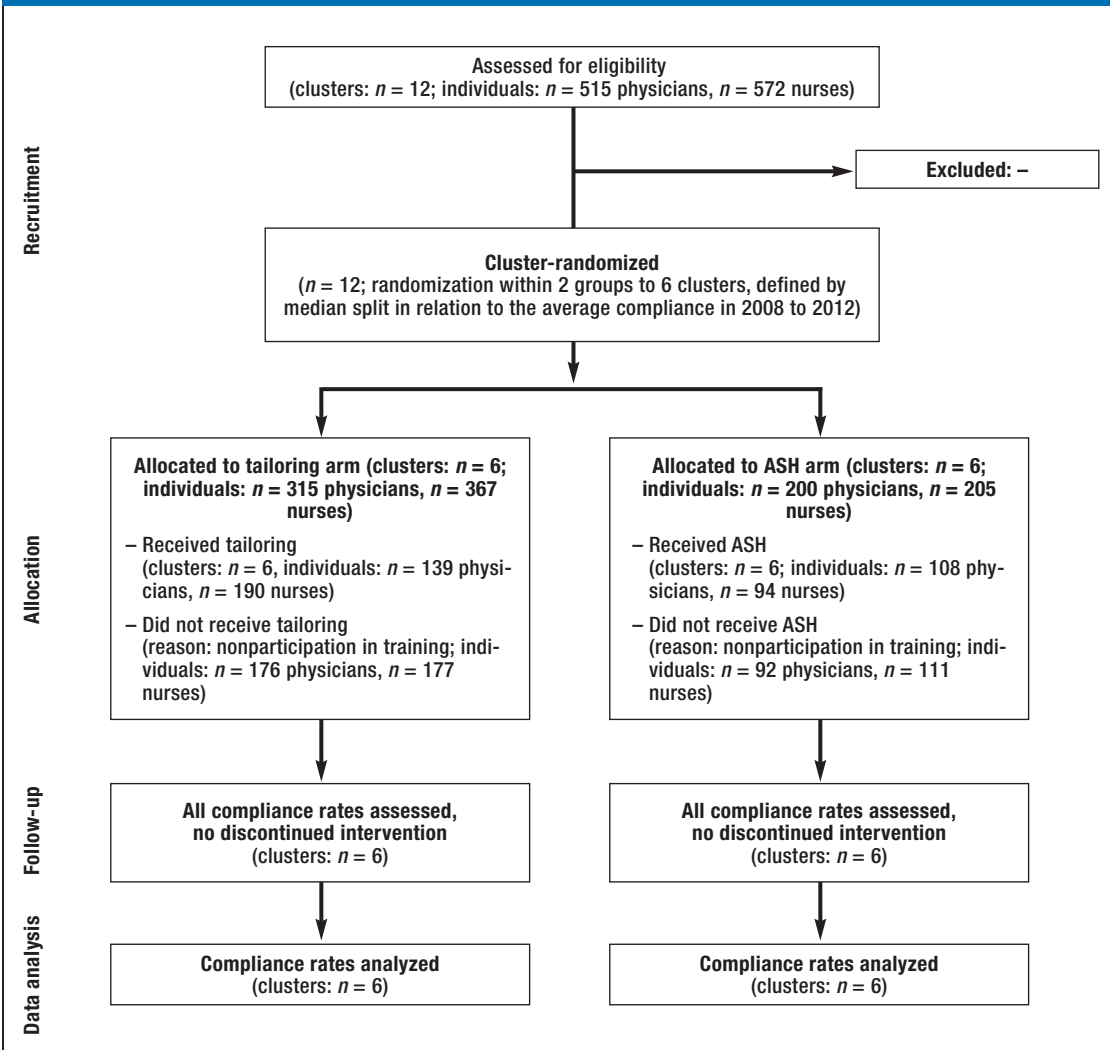 Assessed for eligibility
(clusters: n = 12; individuals: n = 515 physicians, n = 572 nurses)
Recruitment
Excluded: –
Cluster-randomized
(n = 12; randomization within 2 groups to 6 clusters, defined by
median split in relation to the average compliance in 2008 to 2012)
Allocation
Allocated to tailoring arm (clusters: n = 6;
individuals: n = 315 physicians, n = 367
nurses)
– Received tailoring
(clusters: n = 6, individuals: n = 139 physi-
cians, n = 190 nurses)
– Did not receive tailoring
(reason: nonparticipation in training; indi-
viduals: n = 176 physicians, n = 177
nurses)
Allocated to ASH arm (clusters: n = 6;
individuals: n = 200 physicians, n = 205
nurses)
– Received ASH
(clusters: n = 6; individuals: n = 108 phy-
sicians, n = 94 nurses)
– Did not receive ASH
(reason: nonparticipation in training; indi-
viduals: n = 92 physicians, n = 111
nurses)
Follow-up
All compliance rates assessed,
no discontinued intervention
(clusters: n = 6)
All compliance rates assessed,
no discontinued intervention
(clusters: n = 6)
Data analysis
Compliance rates analyzed
(clusters: n = 6)
Compliance rates analyzed
(clusters: n = 6)